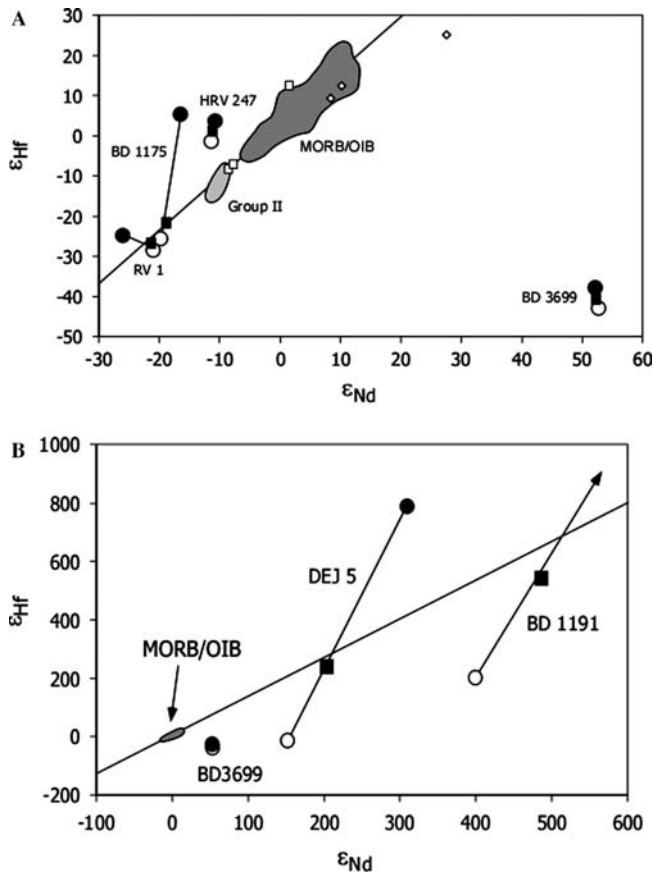 A
30
20
10
0
-10
-20
-30
-40
-50
εHf
HRV 247
BD 1175
MORB/OIB
Group II
RV 1
BD 3699
-30 -20 -10 0 10 20 30 40 50 60
εNd
B
1000
800
600
400
200
0
-200
εHf
DEJ 5
BD 1191
MORB/OIB
BD3699
-100 0 100 200 300 400 500 600
εNd